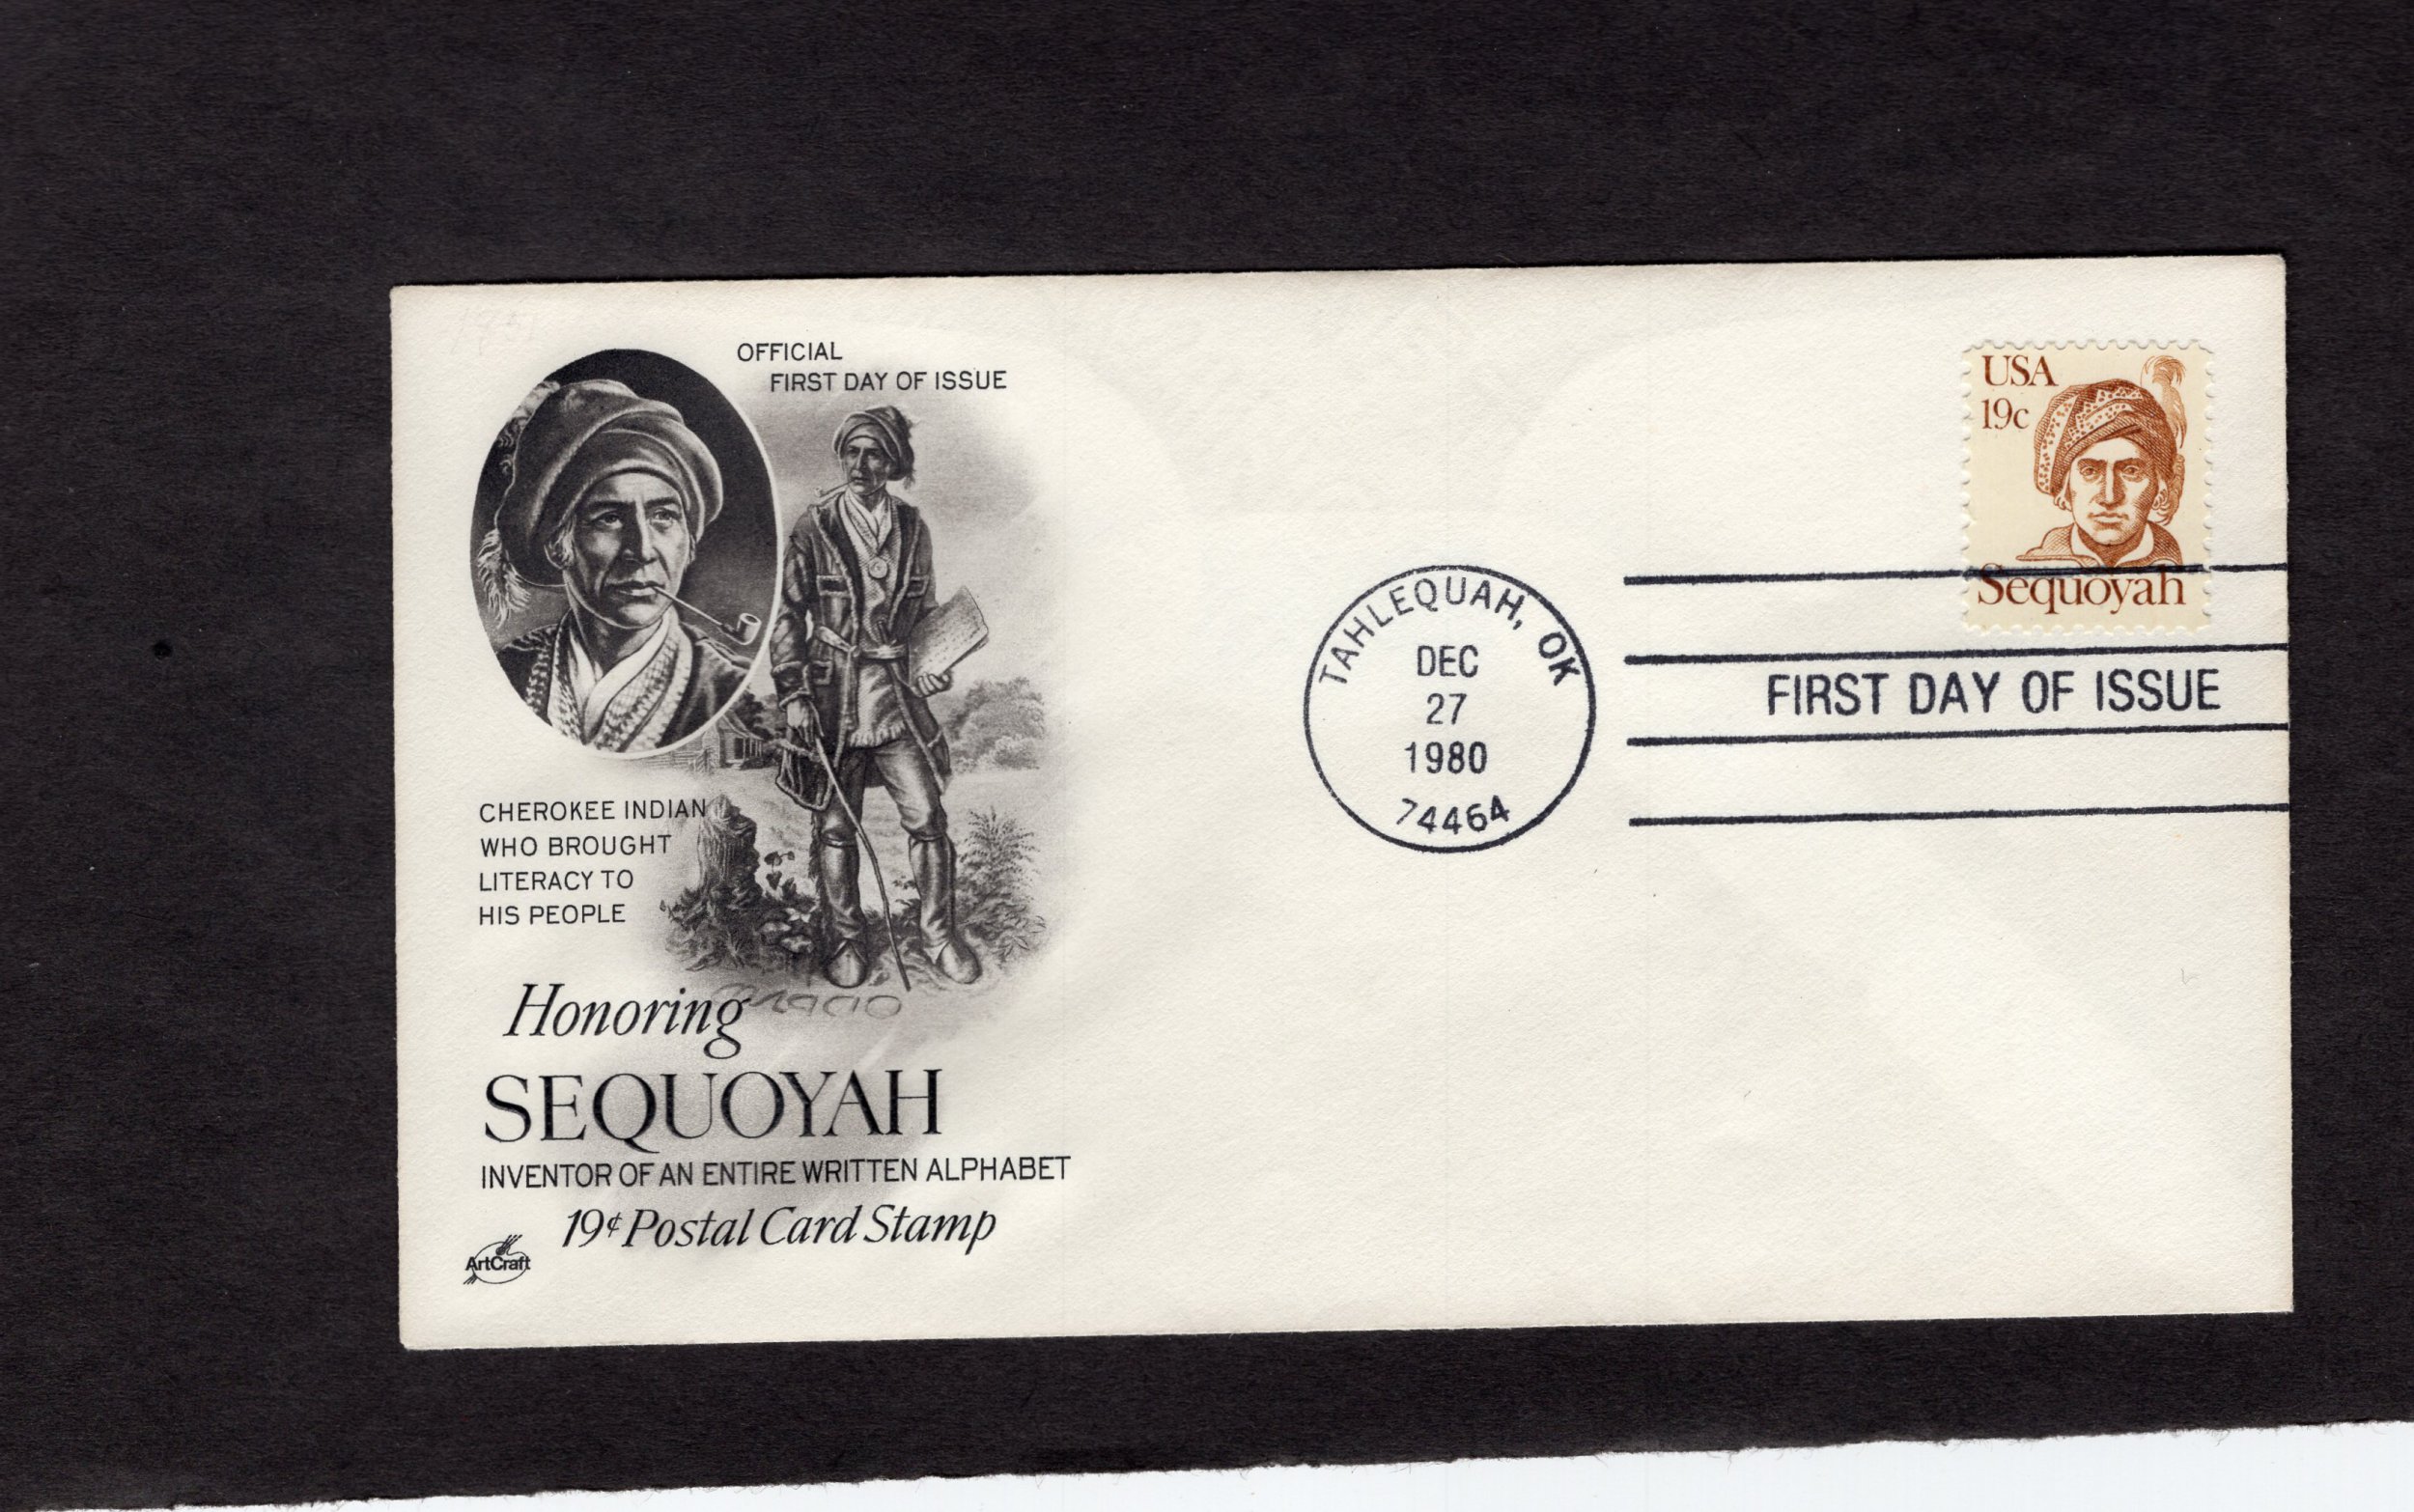 OFFICIAL
FIRST DAY OF ISSUE
CHEROKEE INDIAN
WHO BROUGHT
LITERACY TO
HIS PEOPLE
Honoring
SEQUOYAH
INVENTOR OF AN ENTIRE WRITTEN ALPHABET
19¢ Postal Card Stamp
ArtCraft
TAHLEQUAH, OK
DEC
27
1980
74464
USA
19c
Sequoyah
FIRST DAY OF ISSUE